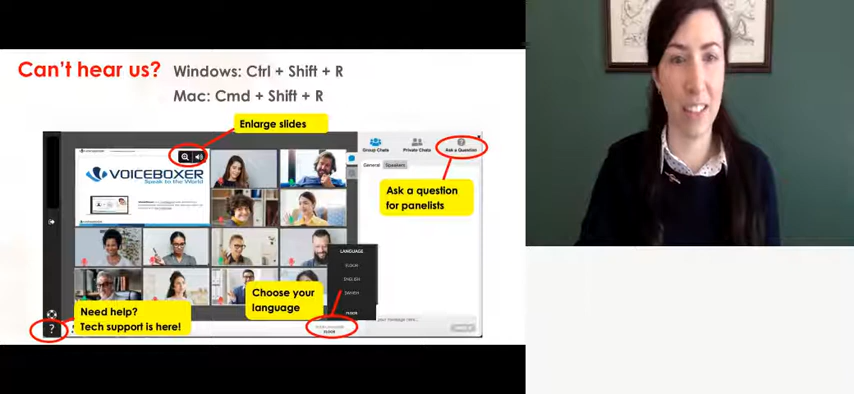 Can't hear us? Windows: Ctrl + Shift + R
Mac: Cmd + Shift + R
Enlarge slides
VOICEBOXER
Speak to the World
Group Chats Private Chats Ask a Question
General Speakers
Ask a question
for panelists
LANGUAGE
FLOOR
ENGLISH
Choose your
language
FLOOR
Need help?
Tech support is here!